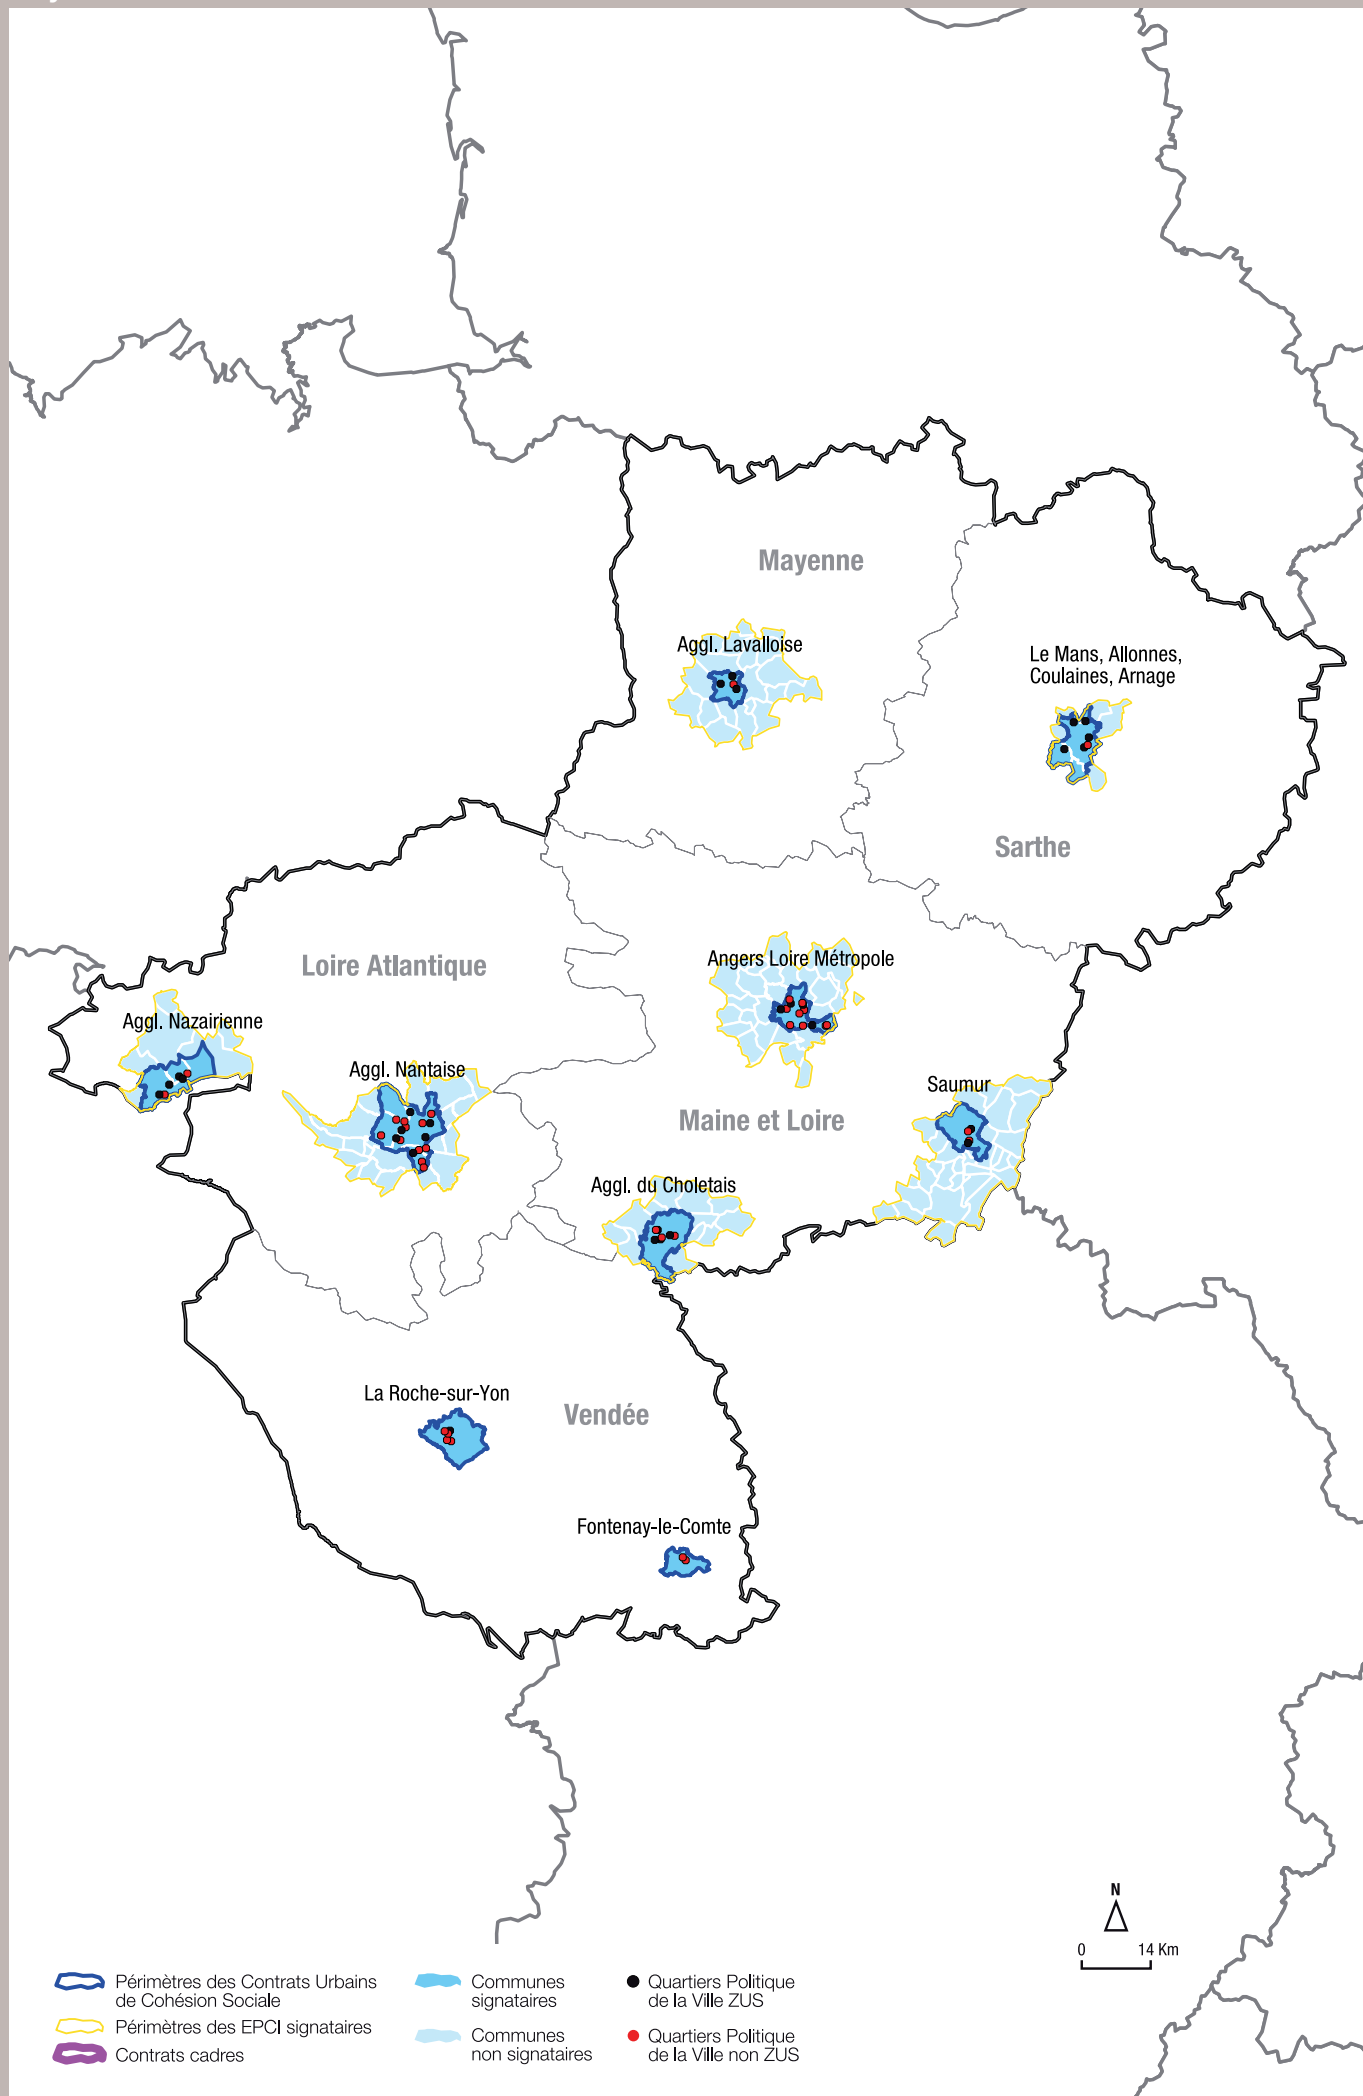 Mayenne
Aggl. Lavalloise
Le Mans, Allonnes,
Coulaines, Arnage
Sarthe
Loire Atlantique
Angers Loire Métropole
Aggl. Nazairienne
Aggl. Nantaise
Saumur
Maine et Loire
Aggl. du Choletais
La Roche-sur-Yon
Vendée
Fontenay-le-Comte
N
0 14 Km
Périmètres des Contrats Urbains
de Cohésion Sociale
Périmètres des EPCI signataires
Contrats cadres
Communes
signataires
Communes
non signataires
Quartiers Politique
de la Ville ZUS
Quartiers Politique
de la Ville non ZUS